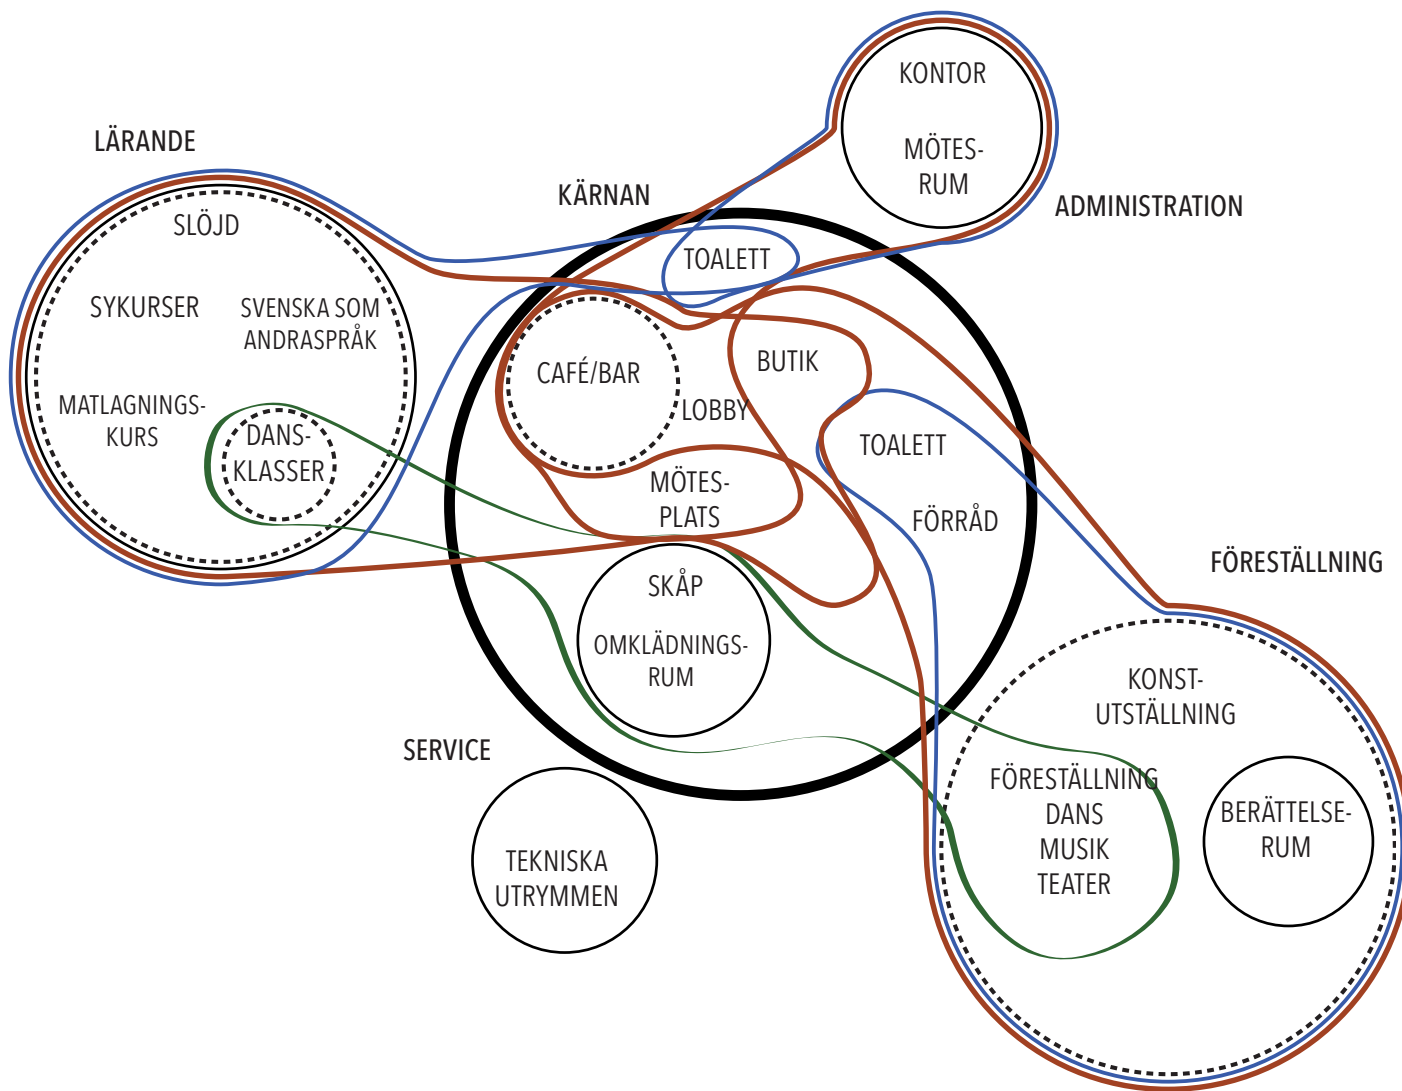 KONTOR
MÖTES-
RUM
ADMINISTRATION
LÄRANDE
SLÖJD
SYKURSER
SVENSKA SOM
ANDRASPRÅK
MATLAGNINGS-
KURS
DANS-
KLASSER
KÄRNAN
TOALETT
CAFÉ/BAR
BUTIK
LOBBY
TOALETT
MÖTES-
PLATS
FÖRRÅD
SKÅP
OMKLÄDNINGS-
RUM
SERVICE
TEKNISKA
UTRYMMEN
FÖRESTÄLLNING
KONST-
UTSTÄLLNING
FÖRESTÄLLNING
DANS
MUSIK
TEATER
BERÄTTELSE-
RUM